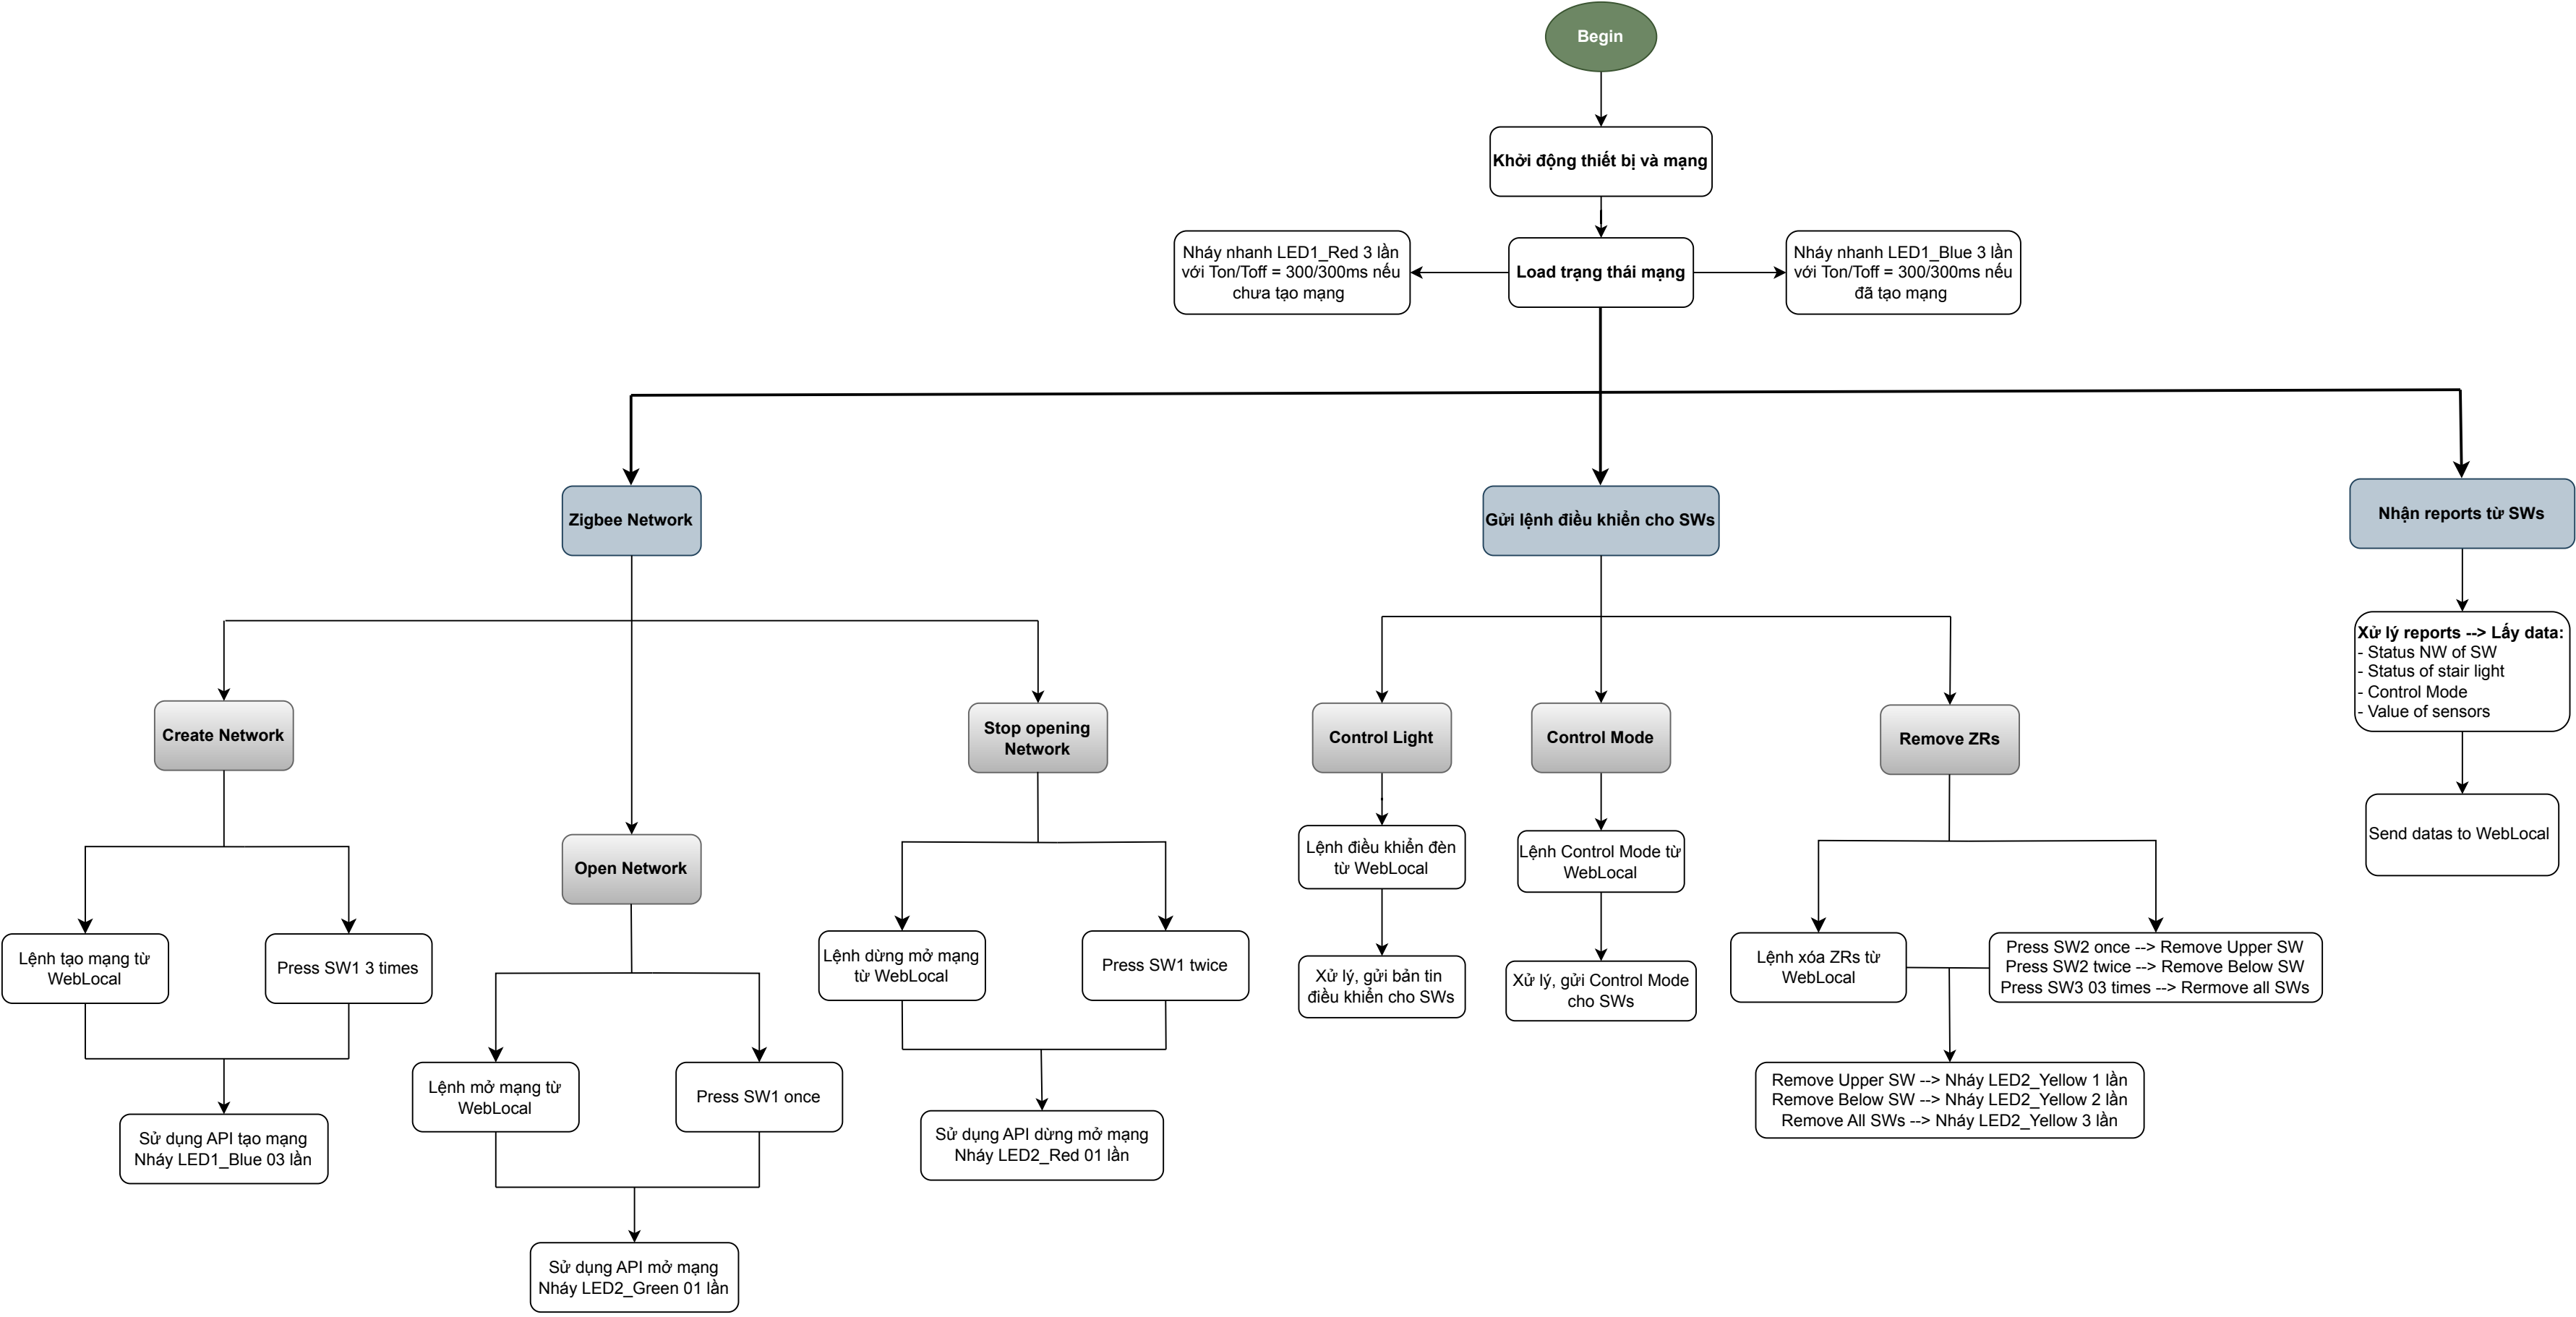 Begin
Khởi động thiết bị và mạng
Nháy nhanh LED1_Red 3 lần
với Ton/Toff = 300/300ms nếu
chưa tạo mạng
Load trạng thái mạng
Nháy nhanh LED1_Blue 3 lần
với Ton/Toff = 300/300ms nếu
đã tạo mạng
Zigbee Network
Gửi lệnh điều khiển cho SWs
Nhận reports từ SWs
Create Network
Open Network
Stop opening
Network
Control Light
Control Mode
Remove ZRs
Xử lý reports --> Lấy data:
- Status NW of SW
- Status of stair light
- Control Mode
- Value of sensors
Send datas to WebLocal
Lệnh tạo mạng từ
WebLocal
Press SW1 3 times
Sử dụng API tạo mạng
Nháy LED1_Blue 03 lần
Lệnh mở mạng từ
WebLocal
Press SW1 once
Sử dụng API mở mạng
Nháy LED2_Green 01 lần
Lệnh dừng mở mạng
từ WebLocal
Press SW1 twice
Sử dụng API dừng mở mạng
Nháy LED2_Red 01 lần
Lệnh điều khiển đèn
từ WebLocal
Xử lý, gửi bản tin
điều khiển cho SWs
Lệnh Control Mode từ
WebLocal
Xử lý, gửi Control Mode
cho SWs
Lệnh xóa ZRs từ
WebLocal
Press SW2 once --> Remove Upper SW
Press SW2 twice --> Remove Below SW
Press SW3 03 times --> Rermove all SWs
Remove Upper SW --> Nháy LED2_Yellow 1 lần
Remove Below SW --> Nháy LED2_Yellow 2 lần
Remove All SWs --> Nháy LED2_Yellow 3 lần